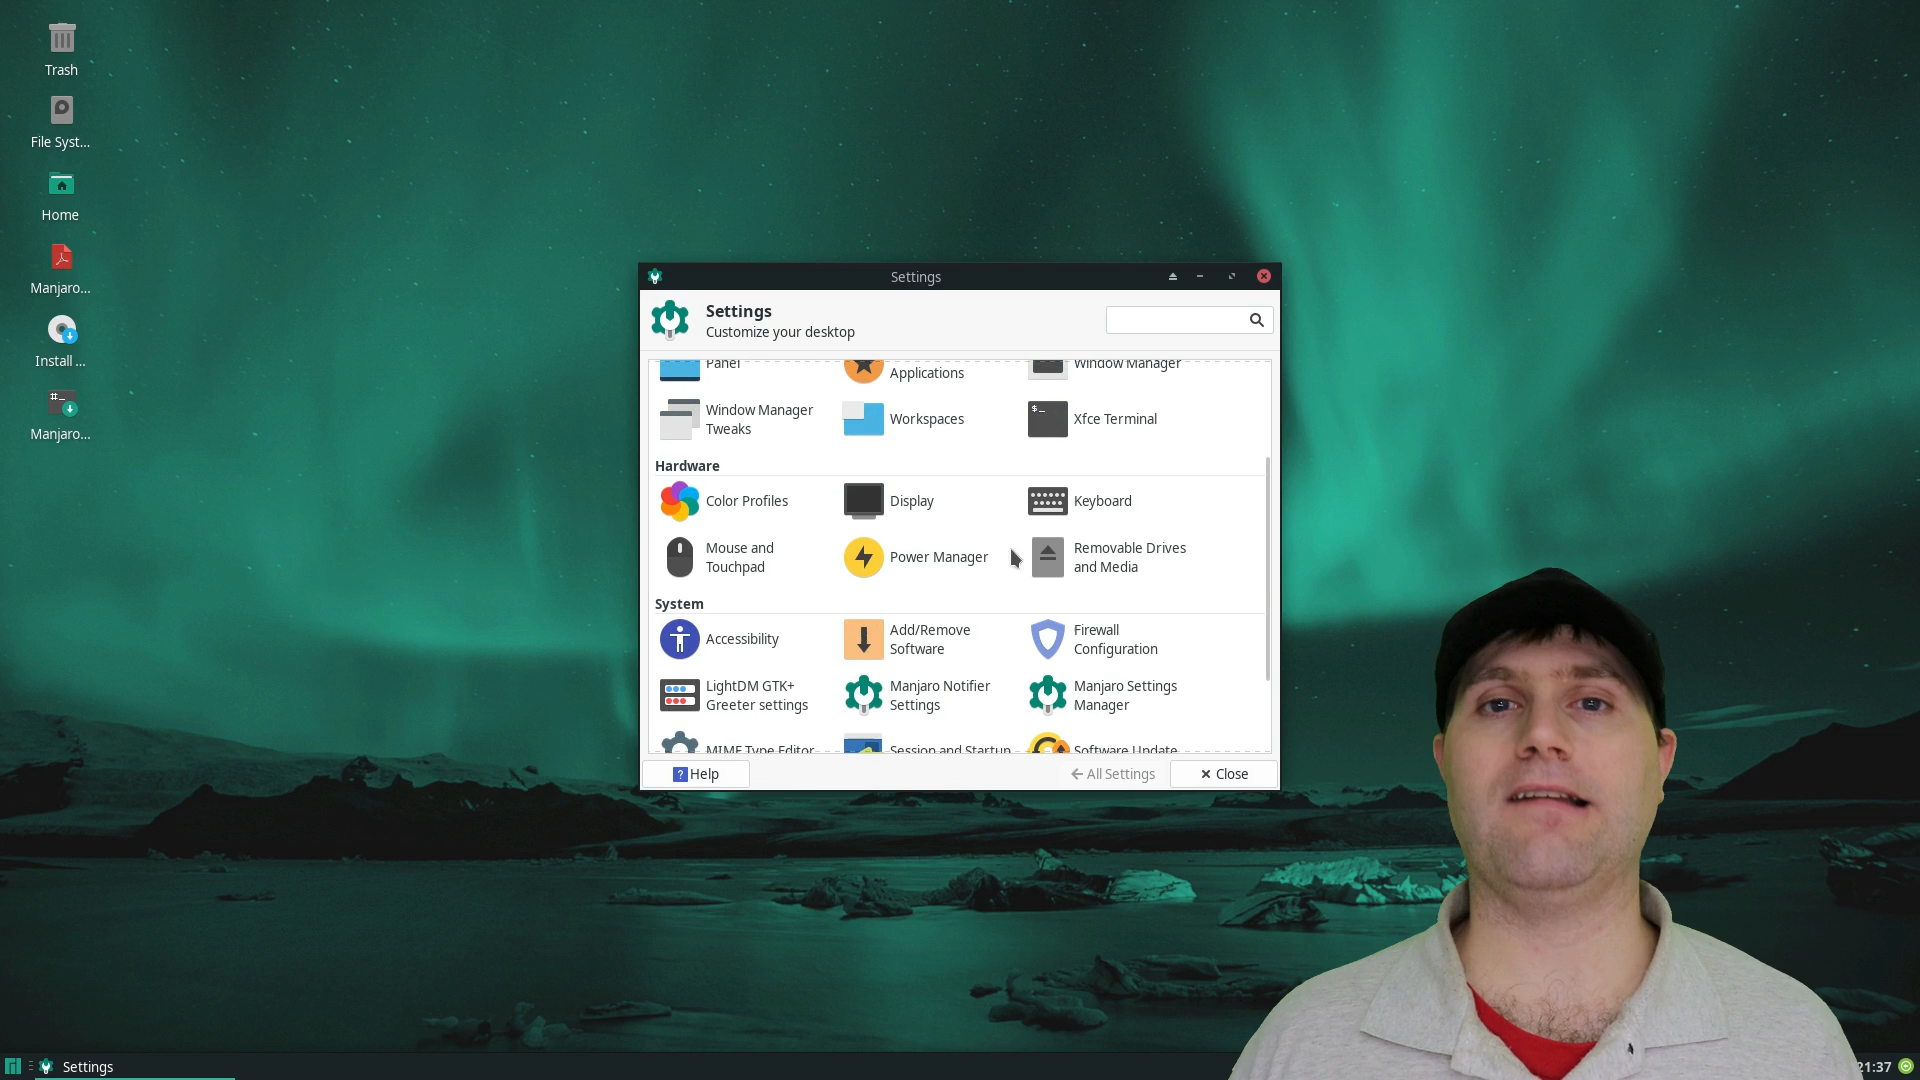 Trash
File Syst...
Home
Manjaro...
Install ...
Manjaro...
Settings
Settings
Customize your desktop
Panel
Applications
Window Manager
Window Manager
Tweaks
Workspaces
$_
Xfce Terminal
Hardware
Color Profiles
Display
Keyboard
Mouse and
Touchpad
Power Manager
Removable Drives
and Media
System
Accessibility
Add/Remove
Software
Firewall
Configuration
LightDM GTK+
Greeter settings
Manjaro Notifier
Settings
Manjaro Settings
Manager
MIME Type Editor
Session and Startup
Software Update
? Help
All Settings
Close
Settings
21:37